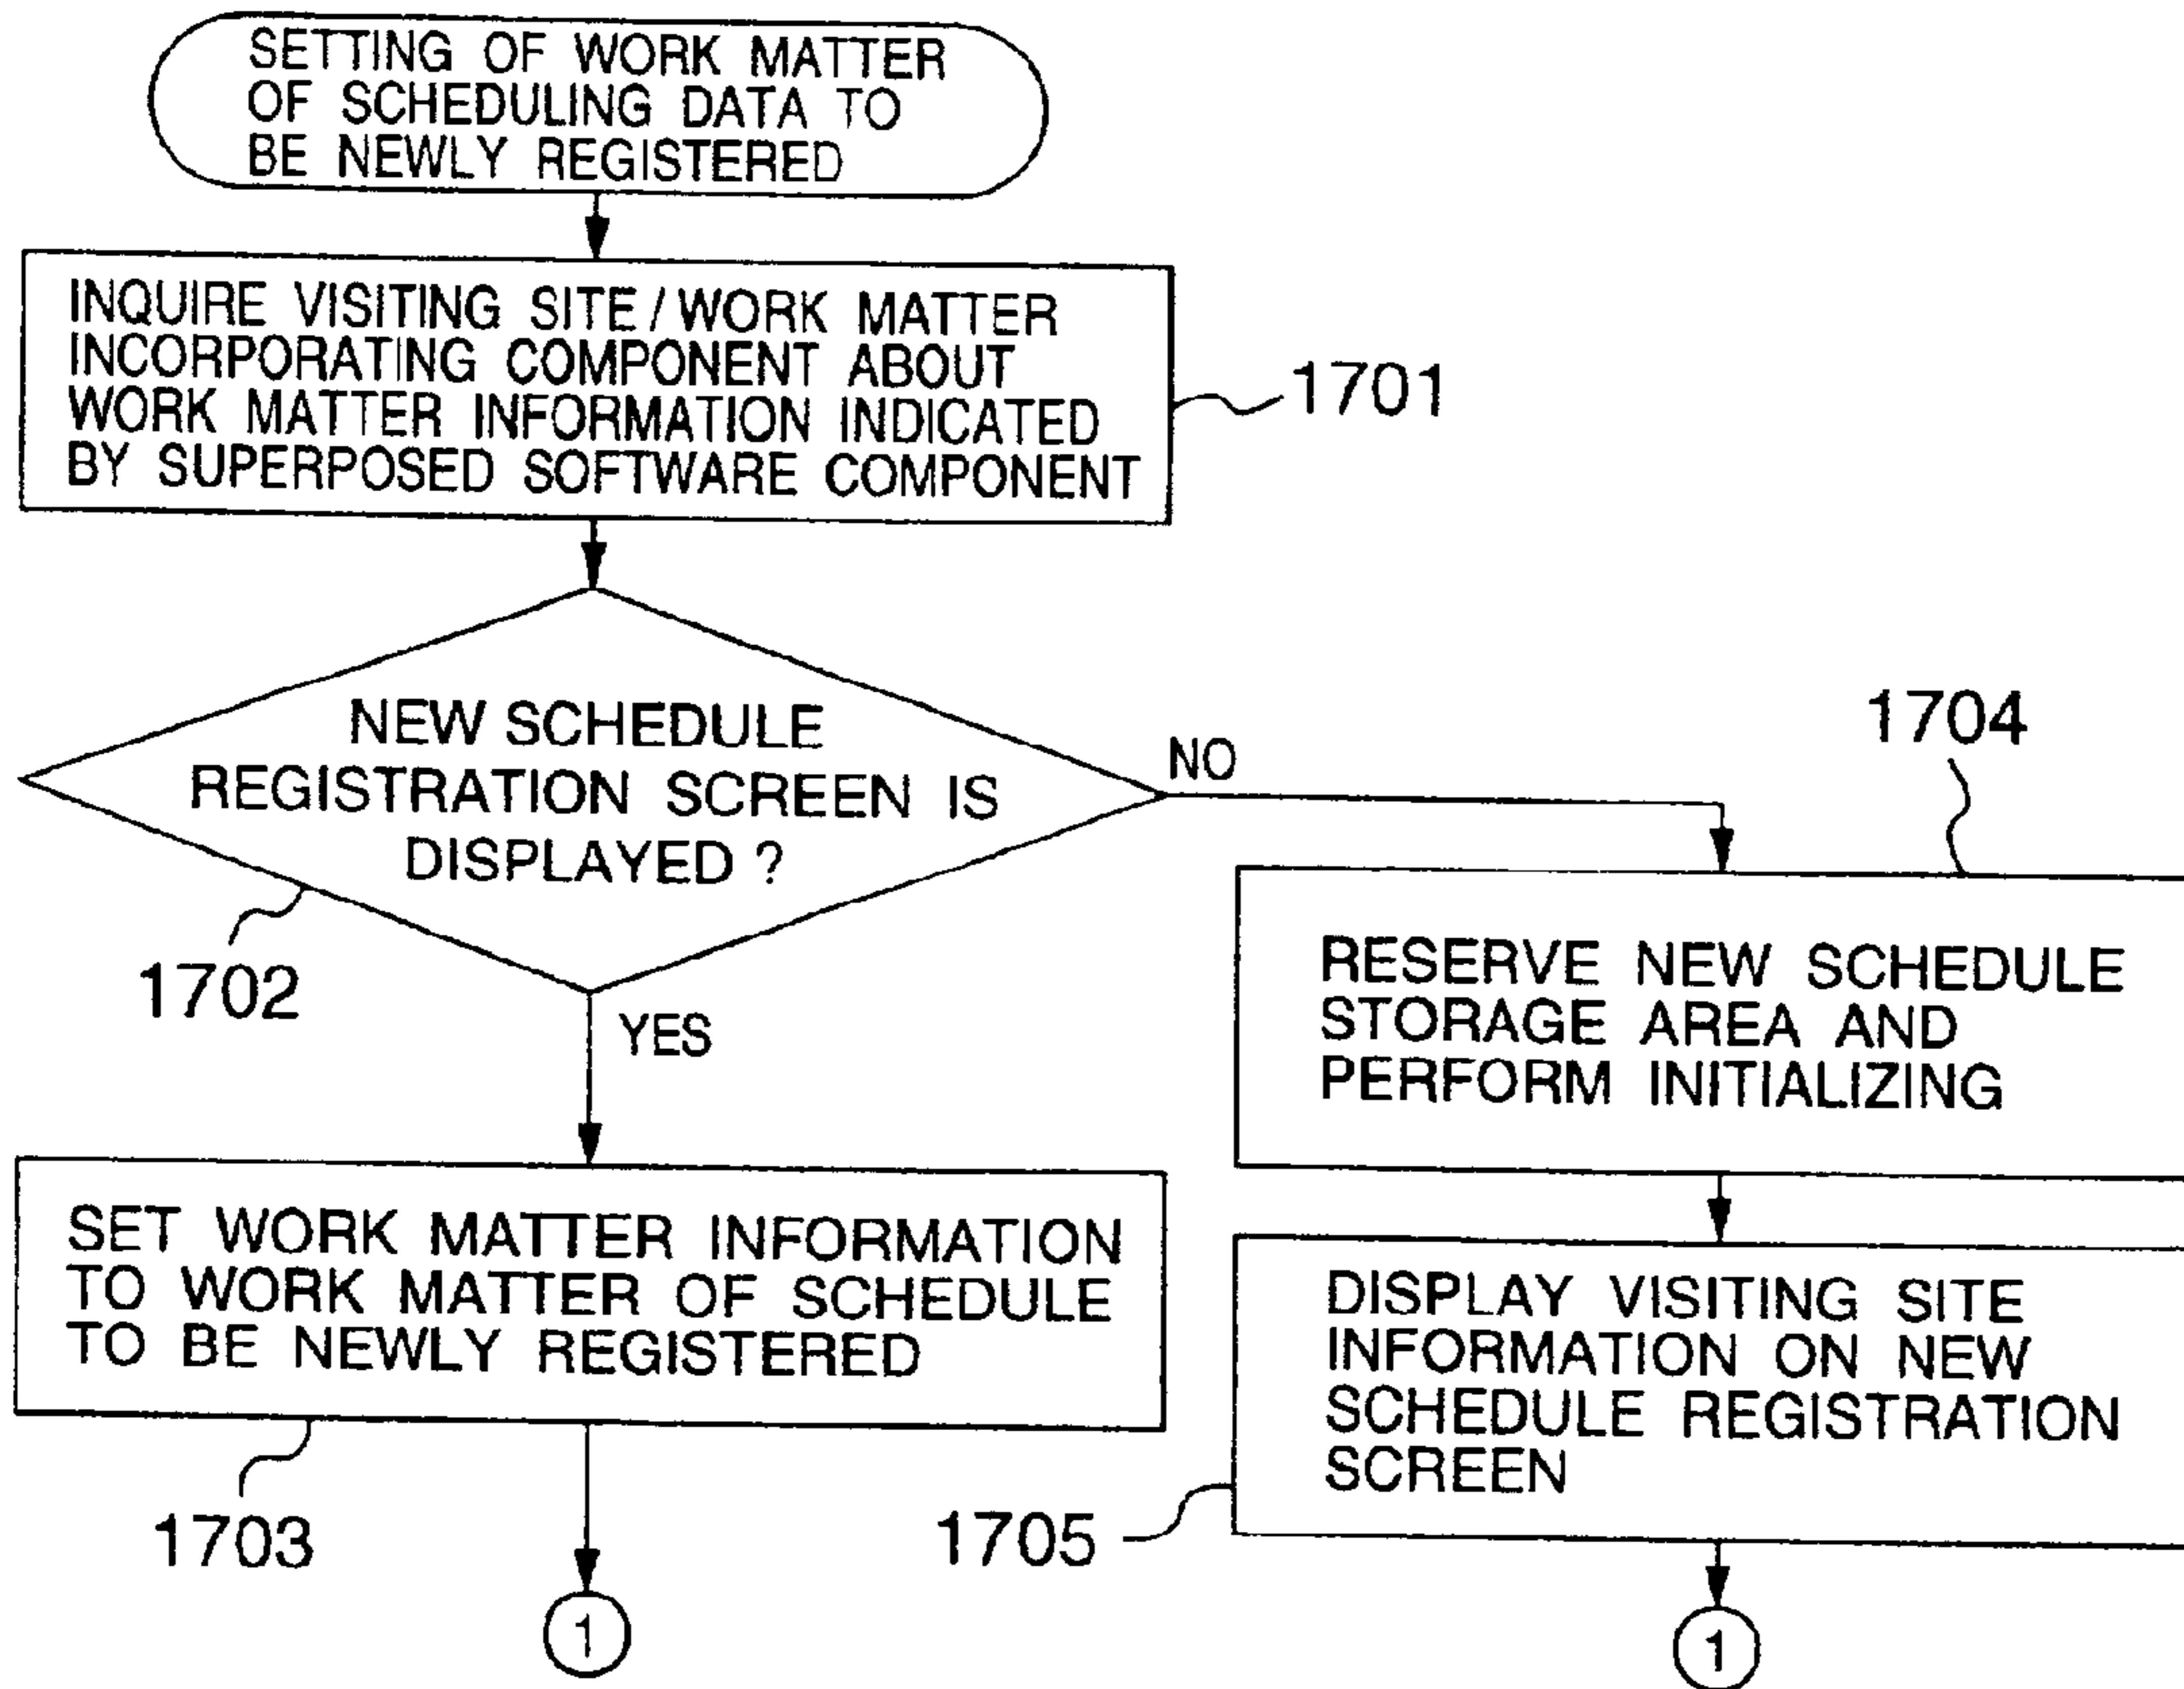 SETTING OF WORK MATTER
OF SCHEDULING DATA TO
BE NEWLY REGISTERED
INQUIRE VISITING SITE/WORK MATTER
INCORPORATING COMPONENT ABOUT
WORK MATTER INFORMATION INDICATED
BY SUPERPOSED SOFTWARE COMPONENT
1701
NEW SCHEDULE
REGISTRATION SCREEN IS
DISPLAYED ?
NO
1702
YES
1704
RESERVE NEW SCHEDULE
STORAGE AREA AND
PERFORM INITIALIZING
SET WORK MATTER INFORMATION
TO WORK MATTER OF SCHEDULE
TO BE NEWLY REGISTERED
1703
DISPLAY VISITING SITE
INFORMATION ON NEW
SCHEDULE REGISTRATION
SCREEN
1705
1
1